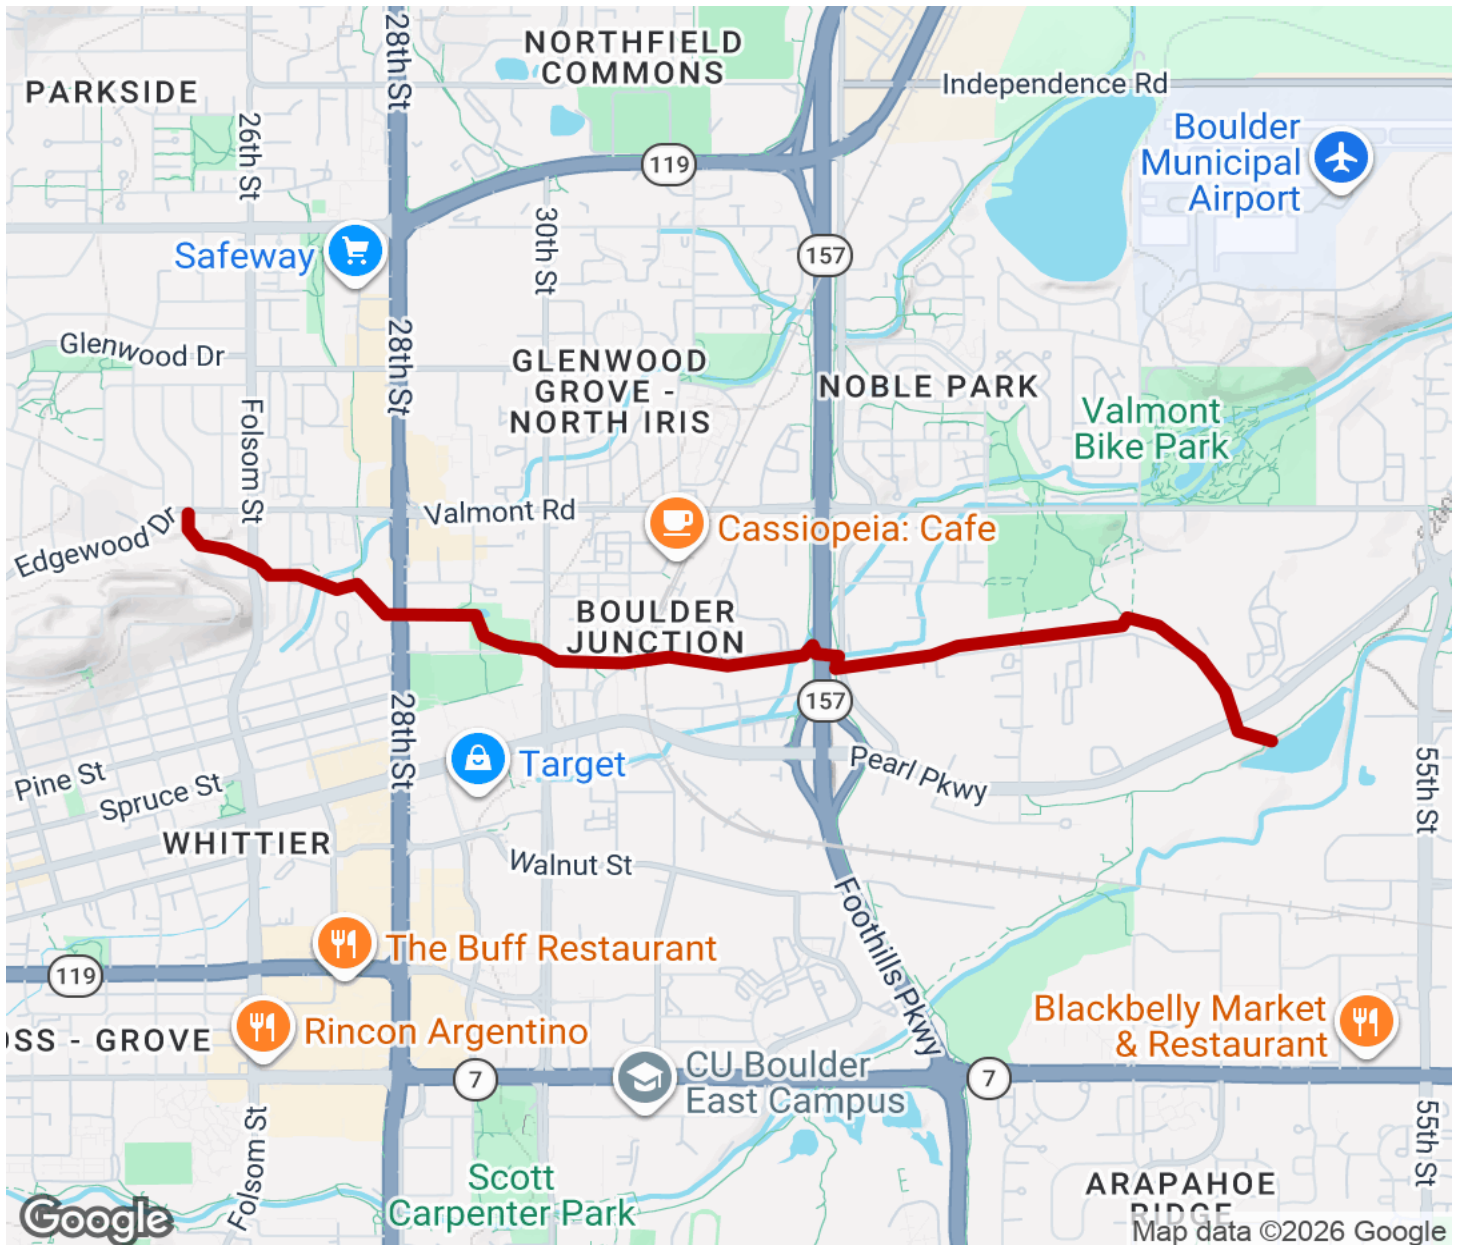 28th St
NORTHFIELD
COMMONS
Independence Rd
PARKSIDE
26th St
Boulder
Municipal
Airport
119
30th St
Safeway
157
28th St
Glenwood Dr
GLENWOOD
GROVE -
NORTH IRIS
NOBLE PARK
Valmont
Bike Park
Folsom St
Valmont Rd
Edgewood Dr
Cassiopeia: Cafe
BOULDER
JUNCTION
157
28th St
Target
Pearl Pkwy
Pine St
Spruce St
55th St
WHITTIER
Walnut St
Foothills Pkwy
The Buff Restaurant
119
Blackbelly Market
& Restaurant
OSS - GROVE
Rincon Argentino
7
CU Boulder
East Campus
7
55th St
Folsom St
Scott
Carpenter Park
ARAPAHOE
RIDGE
Google
Map data ©2026 Google